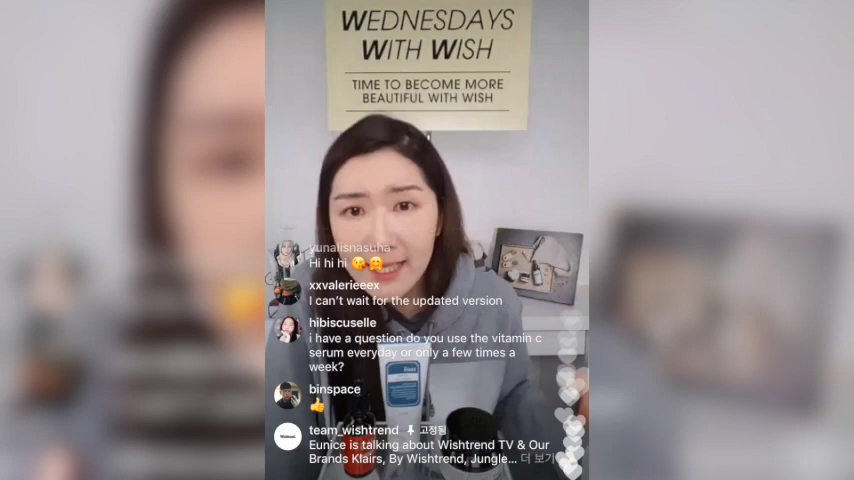 WEDNESDAYS
WITH WISH
TIME TO BECOME MORE
BEAUTIFUL WITH WISH
yunalisnasuha
Hi hi hi 😘🤗
xxvalerieeex
I can't wait for the updated version
hibiscuselle
i have a question do you use the vitamin c
serum everyday or only a few times a
week?
binspace
👍
team_wishtrend 📌 고정됨
Eunice is talking about Wishtrend TV & Our
Brands Klairs, By Wishtrend, Jungle... 더 보기